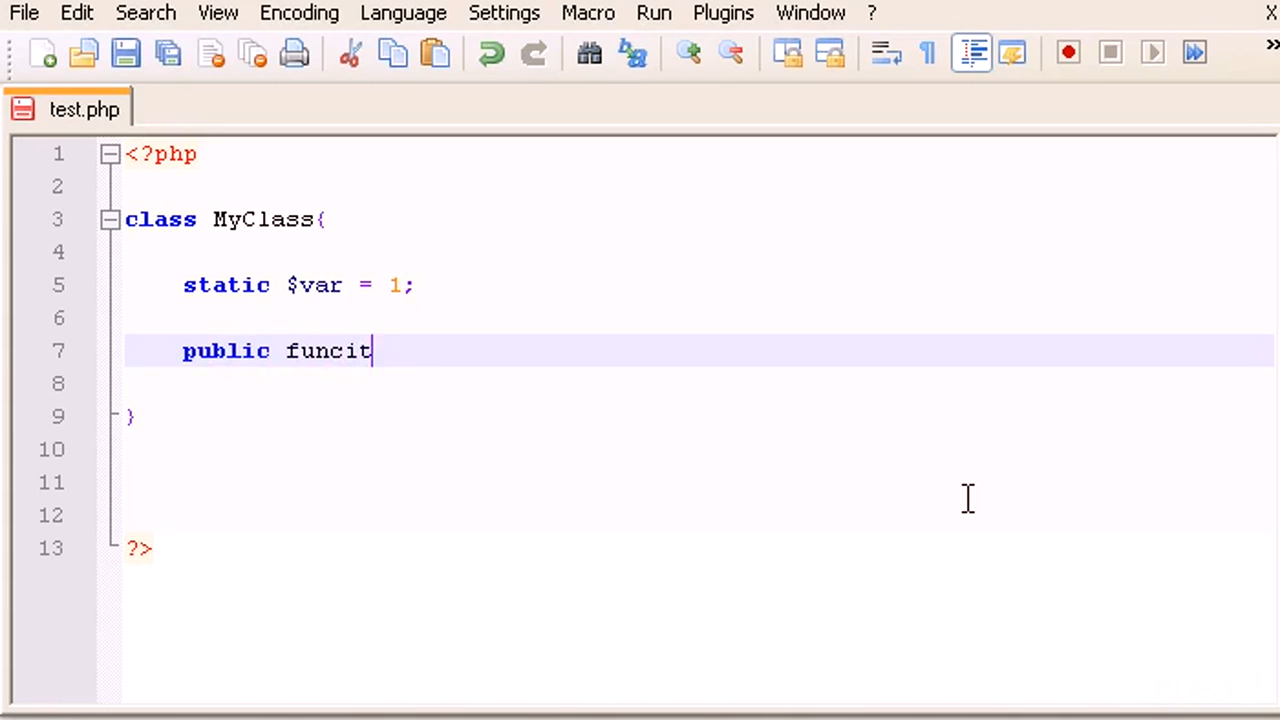 File Edit Search View Encoding Language Settings Macro Run Plugins Window ? X
»
test.php
1 <?php
2
3 class MyClass{
4
5 static $var = 1;
6
7 public funcit
8
9 }
10
11
12
13 ?>